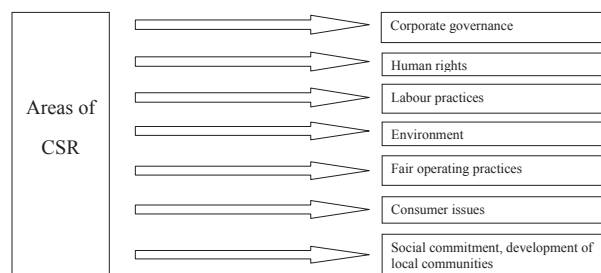 Areas of
CSR
Corporate governance
Human rights
Labour practices
Environment
Fair operating practices
Consumer issues
Social commitment, development of
local communities